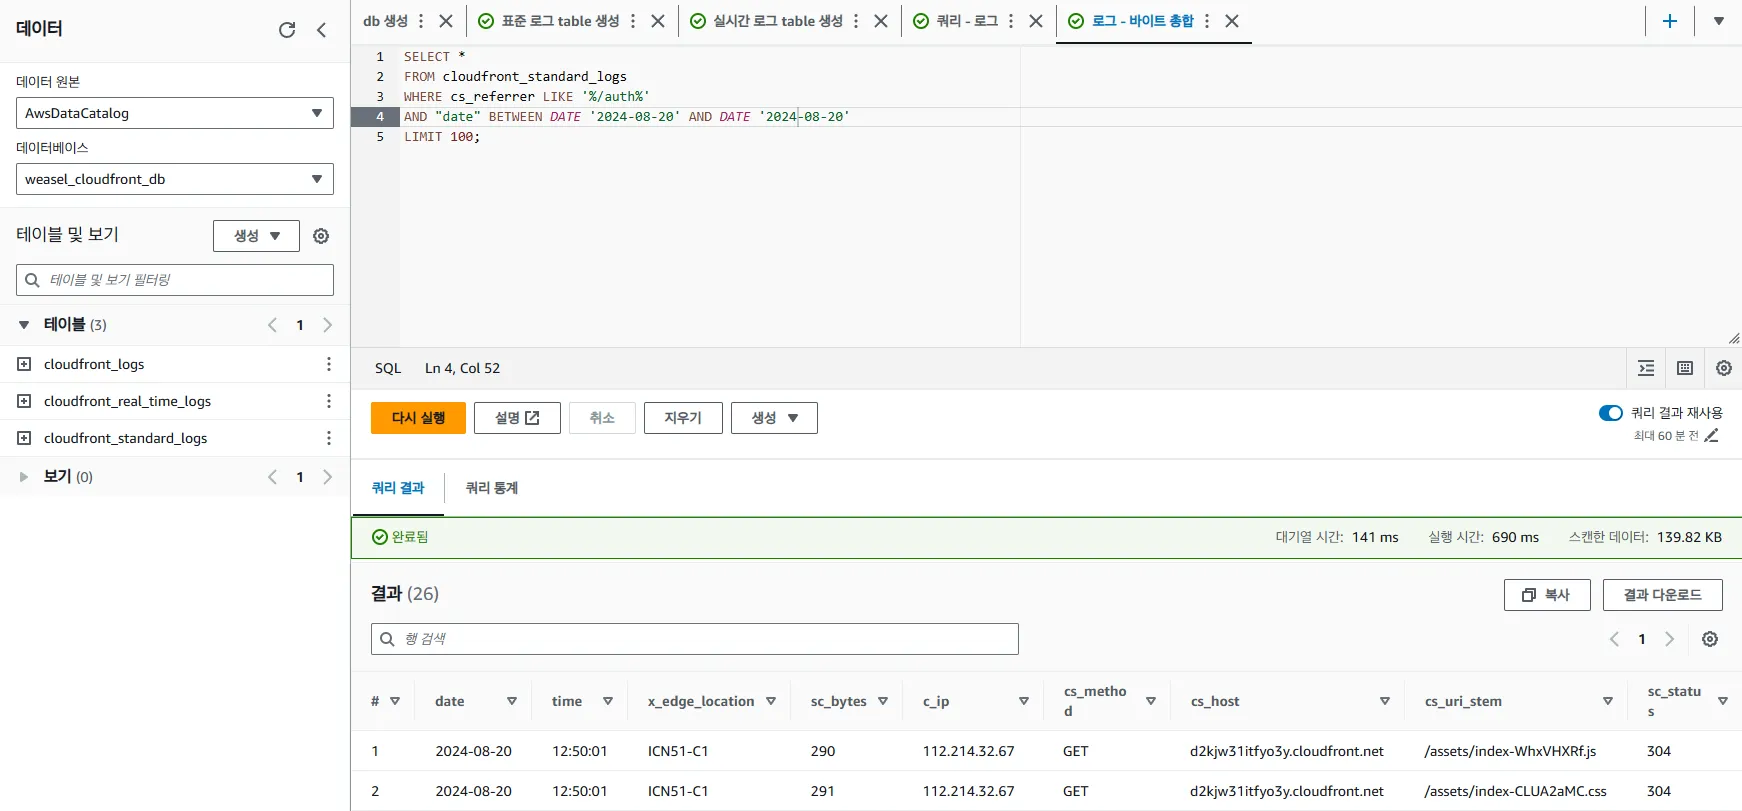 데이터
데이터 원본
AwsDataCatalog
데이터베이스
weasel_cloudfront_db
테이블 및 보기
생성
테이블 및 보기 필터링
테이블 (3)
1
cloudfront_logs
cloudfront_real_time_logs
cloudfront_standard_logs
보기 (0)
1
db 생성
표준 로그 table 생성
실시간 로그 table 생성
쿼리 - 로그
로그 - 바이트 총합
1 SELECT *
2 FROM cloudfront_standard_logs
3 WHERE cs_referrer LIKE '%/auth%'
4 AND "date" BETWEEN DATE '2024-08-20' AND DATE '2024-08-20'
5 LIMIT 100;
SQL Ln 4, Col 52
다시 실행
설명
취소
지우기
생성
쿼리 결과 재사용
최대 60 분 전
쿼리 결과
쿼리 통계
완료됨
대기열 시간: 141 ms
실행 시간: 690 ms
스캔한 데이터: 139.82 KB
결과 (26)
복사
결과 다운로드
행 검색
1
# date time x_edge_location sc_bytes c_ip cs_method cs_host cs_uri_stem sc_status
1 2024-08-20 12:50:01 ICN51-C1 290 112.214.32.67 GET d2kjw31itfyo3y.cloudfront.net /assets/index-WhxVHXRf.js 304
2 2024-08-20 12:50:01 ICN51-C1 291 112.214.32.67 GET d2kjw31itfyo3y.cloudfront.net /assets/index-CLUA2aMC.css 304